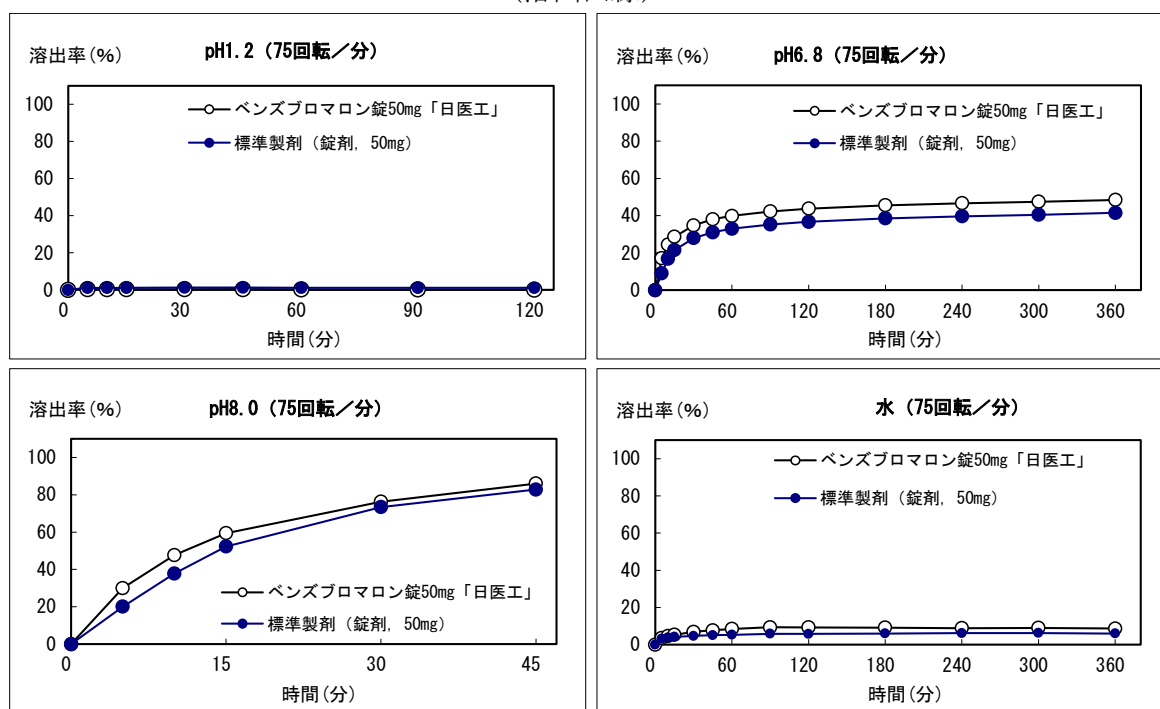 pH1.2 (75回転／分)
溶出率(%)
100
80
60
40
20
0
ベンズブロマロン錠50mg「日医工」
標準製剤 (錠剤, 50mg)
0 30 60 90 120
時間(分)
pH6.8 (75回転／分)
溶出率(%)
100
80
60
40
20
0
ベンズブロマロン錠50mg「日医工」
標準製剤 (錠剤, 50mg)
0 60 120 180 240 300 360
時間(分)
pH8.0 (75回転／分)
溶出率(%)
100
80
60
40
20
0
ベンズブロマロン錠50mg「日医工」
標準製剤 (錠剤, 50mg)
0 15 30 45
時間(分)
水 (75回転／分)
溶出率(%)
100
80
60
40
20
0
ベンズブロマロン錠50mg「日医工」
標準製剤 (錠剤, 50mg)
0 60 120 180 240 300 360
時間(分)